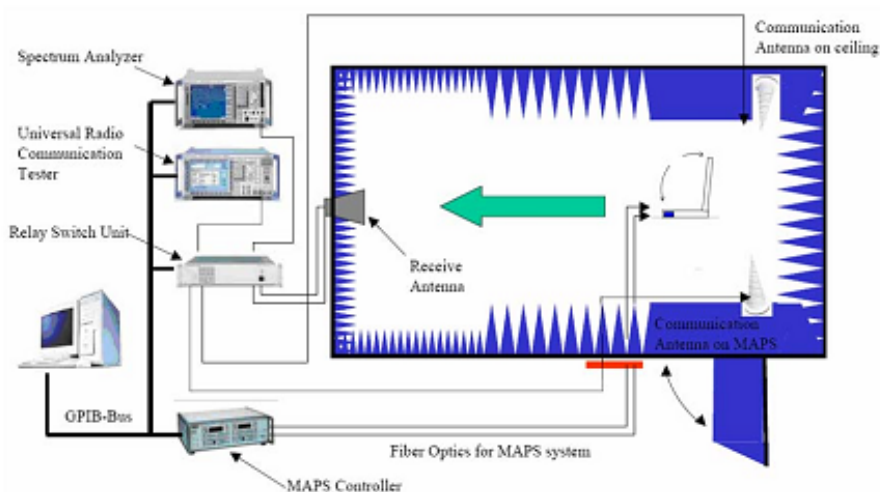 Communication
Antenna on ceiling
Spectrum Analyzer
Universal Radio
Communication
Tester
Relay Switch Unit
Receive
Antenna
Communication
Antenna on MAPS
GPIB-Bus
Fiber Optics for MAPS system
MAPS Controller